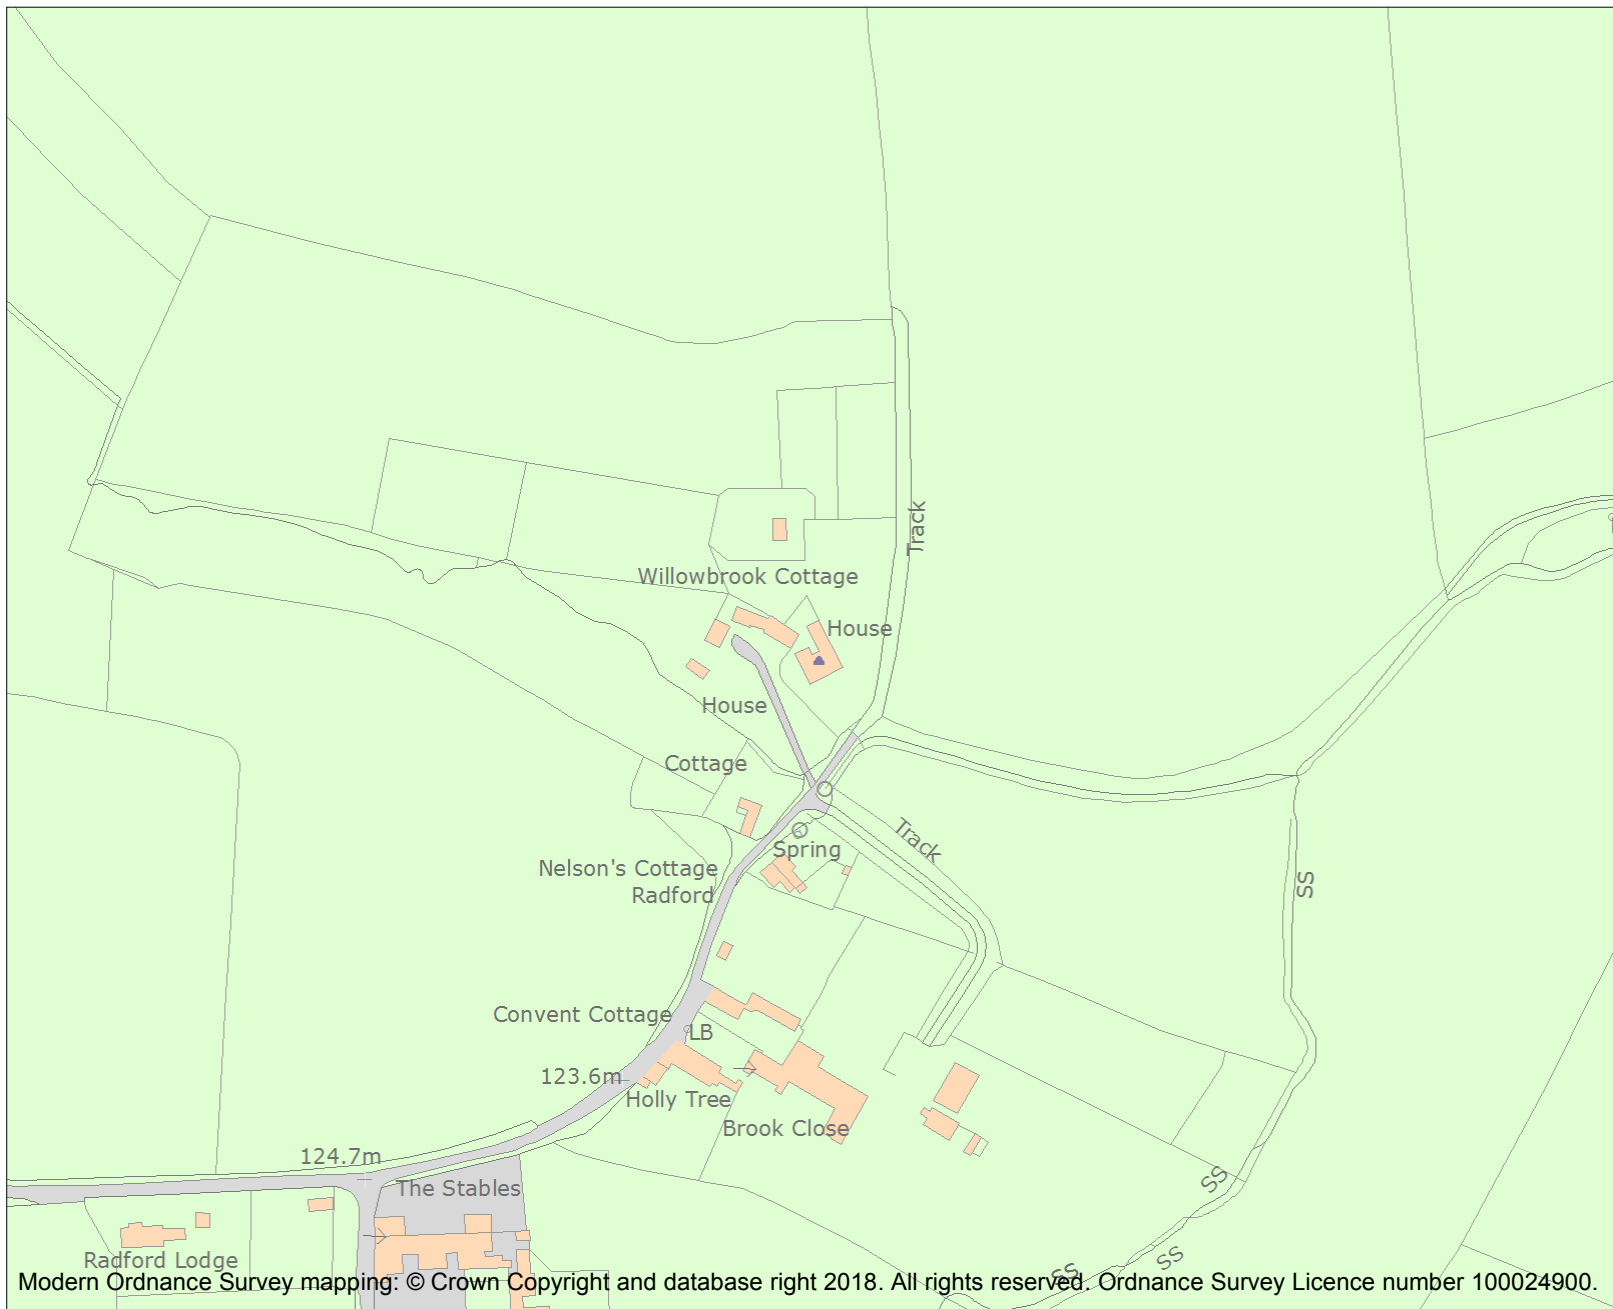 Track
Willowbrook Cottage
House
House
Cottage
Track
Spring
Nelson's Cottage
Radford
SS
Convent Cottage
LB
123.6m
Holly Tree
Brook Close
124.7m
The Stables
SS
Radford Lodge
SS
SS
Modern Ordnance Survey mapping: © Crown Copyright and database right 2018. All rights reserved. Ordnance Survey Licence number 100024900.